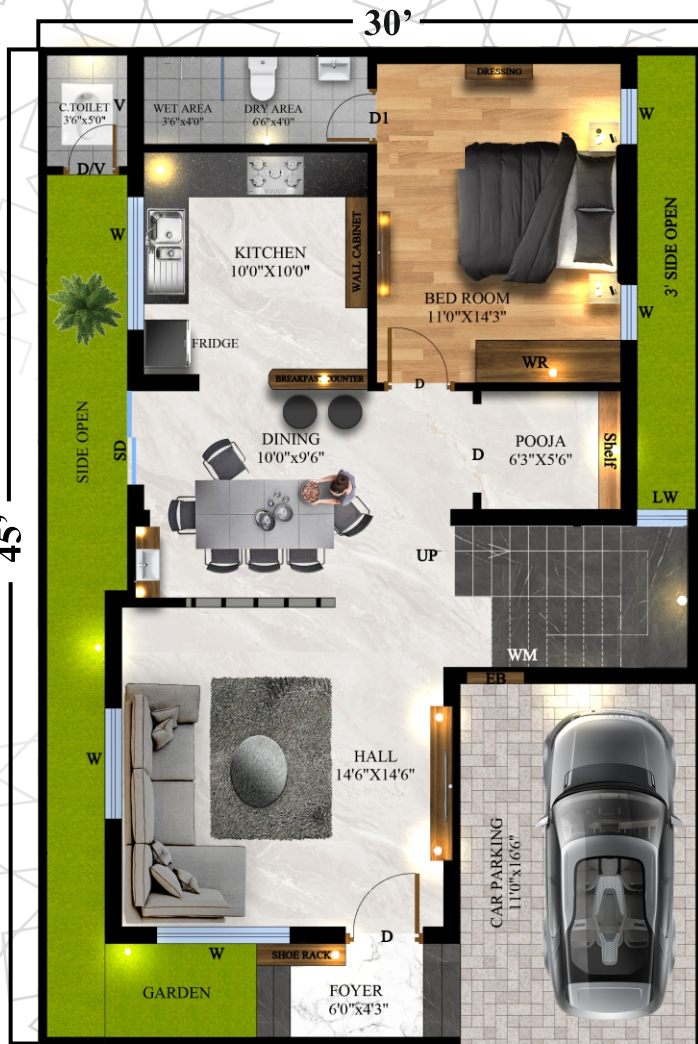 30'
45'
C.TOILET
3'6"x5'0"
V
D/V
WET AREA
3'6"x4'0"
DRY AREA
6'6"x4'0"
D1
DRESSING
W
W
KITCHEN
10'0"X10'0"
WALL CABINET
FRIDGE
BREAKFAST COUNTER
BED ROOM
11'0"X14'3"
W
WR
D
3' SIDE OPEN
SIDE OPEN
SD
DINING
10'0"x9'6"
D
POOJA
6'3"X5'6"
Shelf
LW
UP
WM
EB
W
HALL
14'6"X14'6"
CAR PARKING
11'0"x16'6"
W
D
SHOE RACK
GARDEN
FOYER
6'0"x4'3"